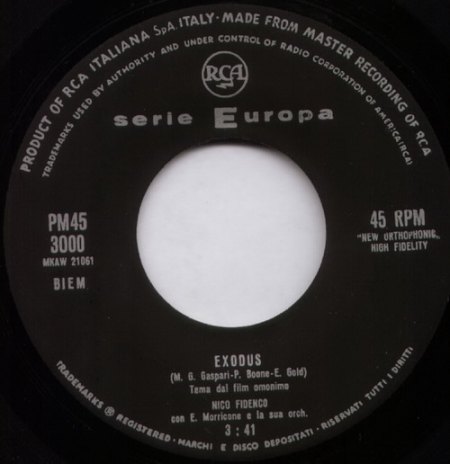 PRODUCT OF RCA ITALIANA SpA. ITALY - MADE FROM MASTER RECORDING OF RCA
TRADEMARKS USED BY AUTHORITY AND UNDER CONTROL OF RADIO CORPORATION OF AMERICA (RCA)
RCA
serie Europa
PM45
3000
MKAW 21061
BIEM
45 RPM
"NEW ORTHOPHONIC"
HIGH FIDELITY
EXODUS
(M. G. Gaspari-P. Boone-E. Gold)
Tema dal film omonimo
NICO FIDENCO
con E. Morricone e la sua orch.
3:41
TRADEMARKS ® REGISTERED - MARCHI E DISCO DEPOSITATI - RISERVATI TUTTI I DIRITTI